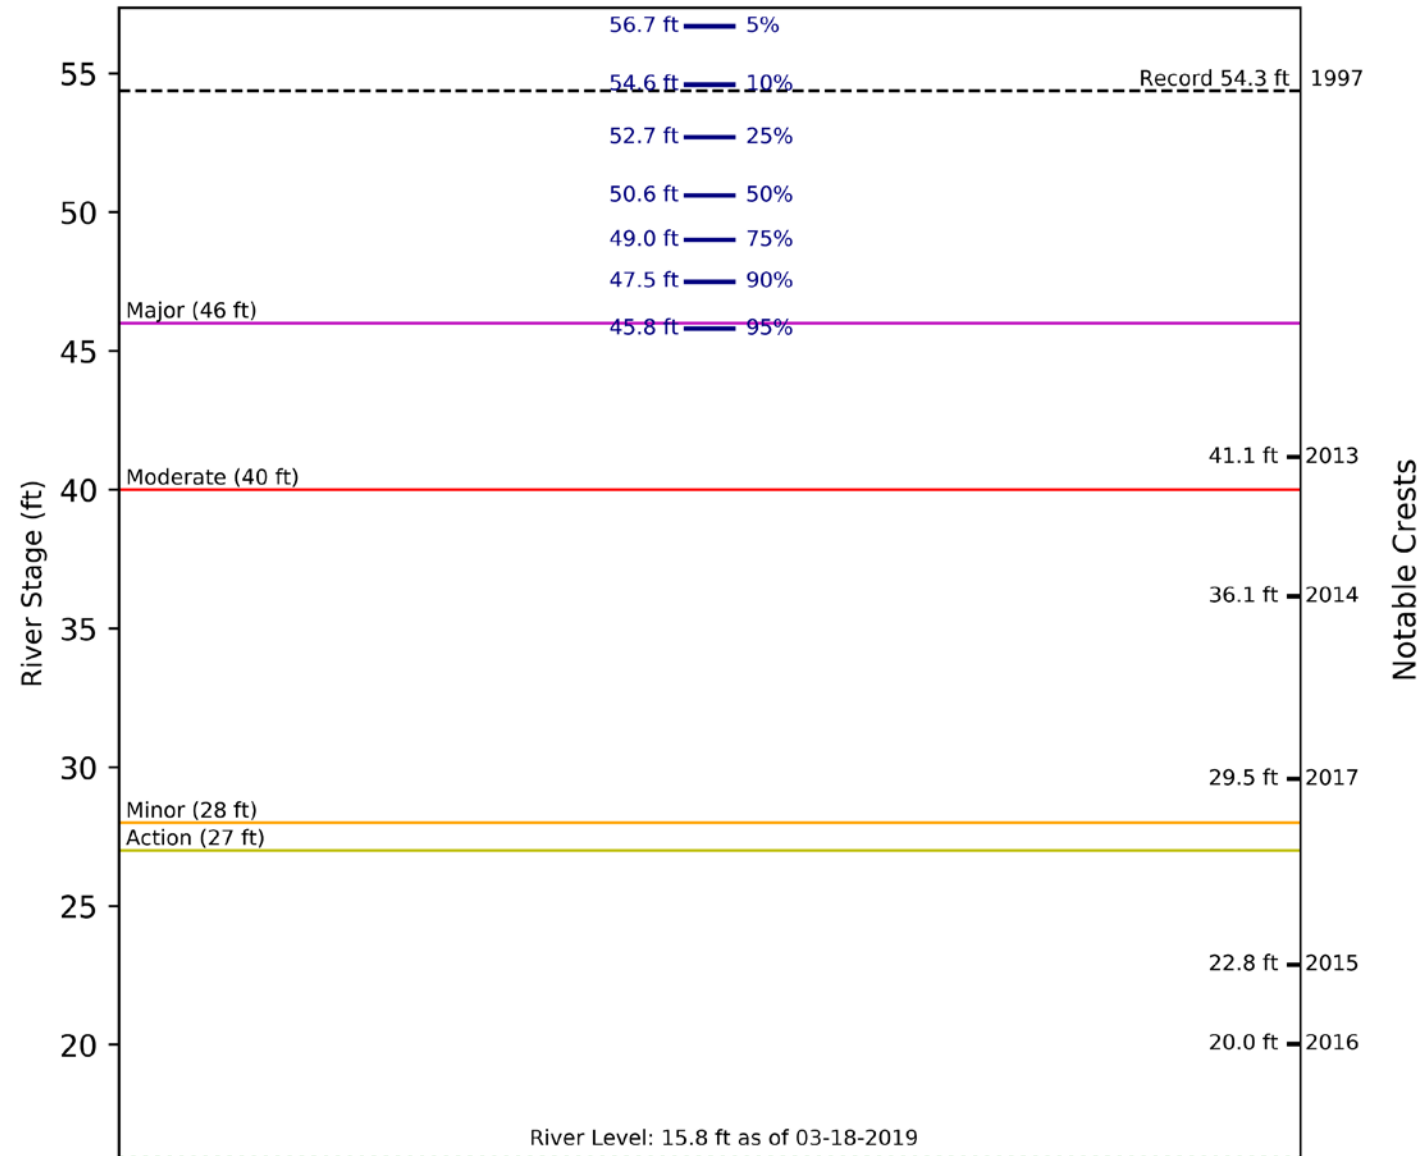 56.7 ft 5%
55
Record 54.3 ft 1997
54.6 ft 10%
52.7 ft 25%
50.6 ft 50%
50
49.0 ft 75%
47.5 ft 90%
Major (46 ft)
45.8 ft 95%
45
41.1 ft 2013
Moderate (40 ft)
40
River Stage (ft)
Notable Crests
36.1 ft 2014
35
30
29.5 ft 2017
Minor (28 ft)
Action (27 ft)
25
22.8 ft 2015
20
20.0 ft 2016
River Level: 15.8 ft as of 03-18-2019